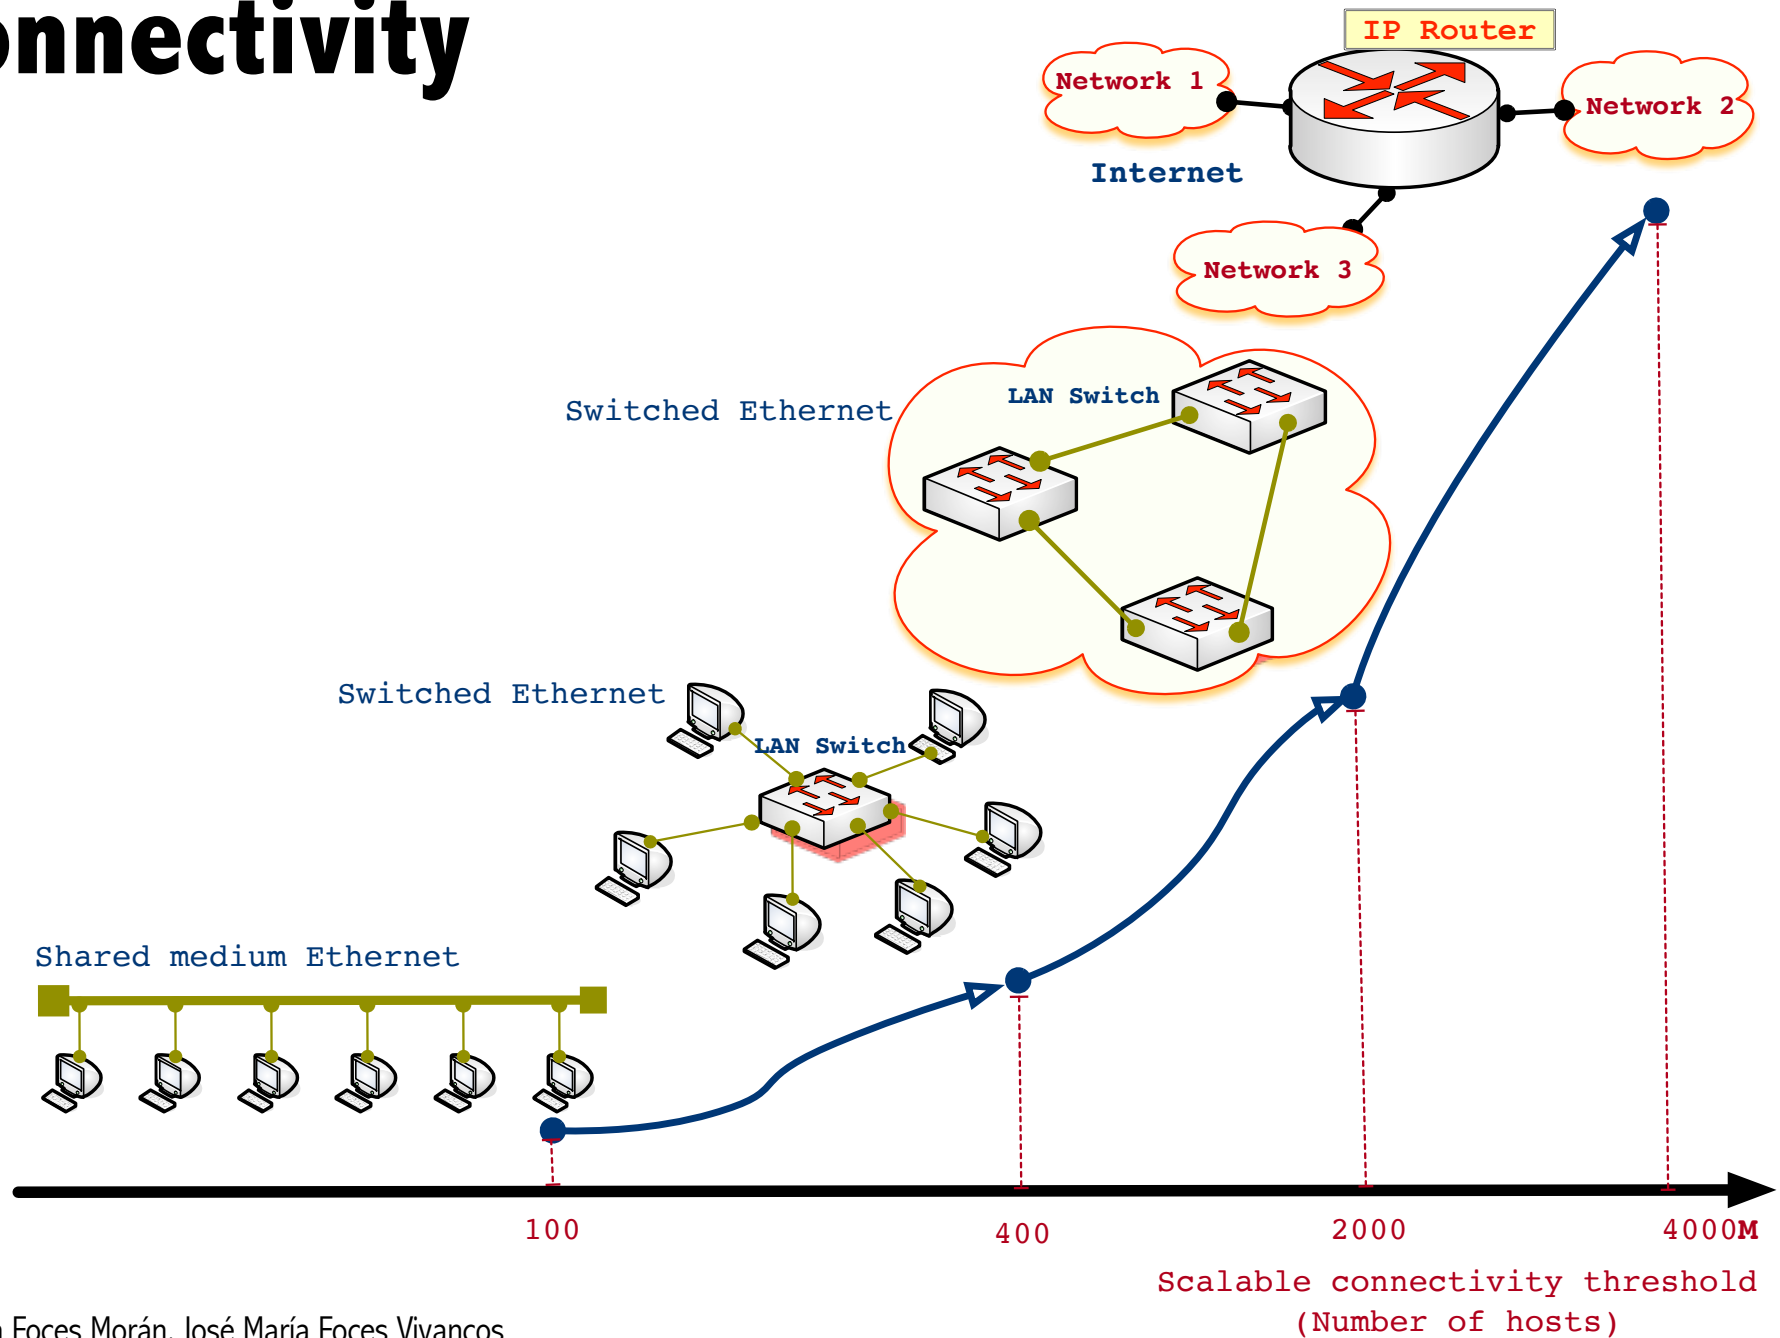 onnectivity
IP Router
Network 1
Network 2
Internet
Network 3
LAN Switch
Switched Ethernet
Switched Ethernet
LAN Switch
Shared medium Ethernet
100
400
2000
4000M
Scalable connectivity threshold
(Number of hosts)
Foces Morán, José María Foces Vivancos